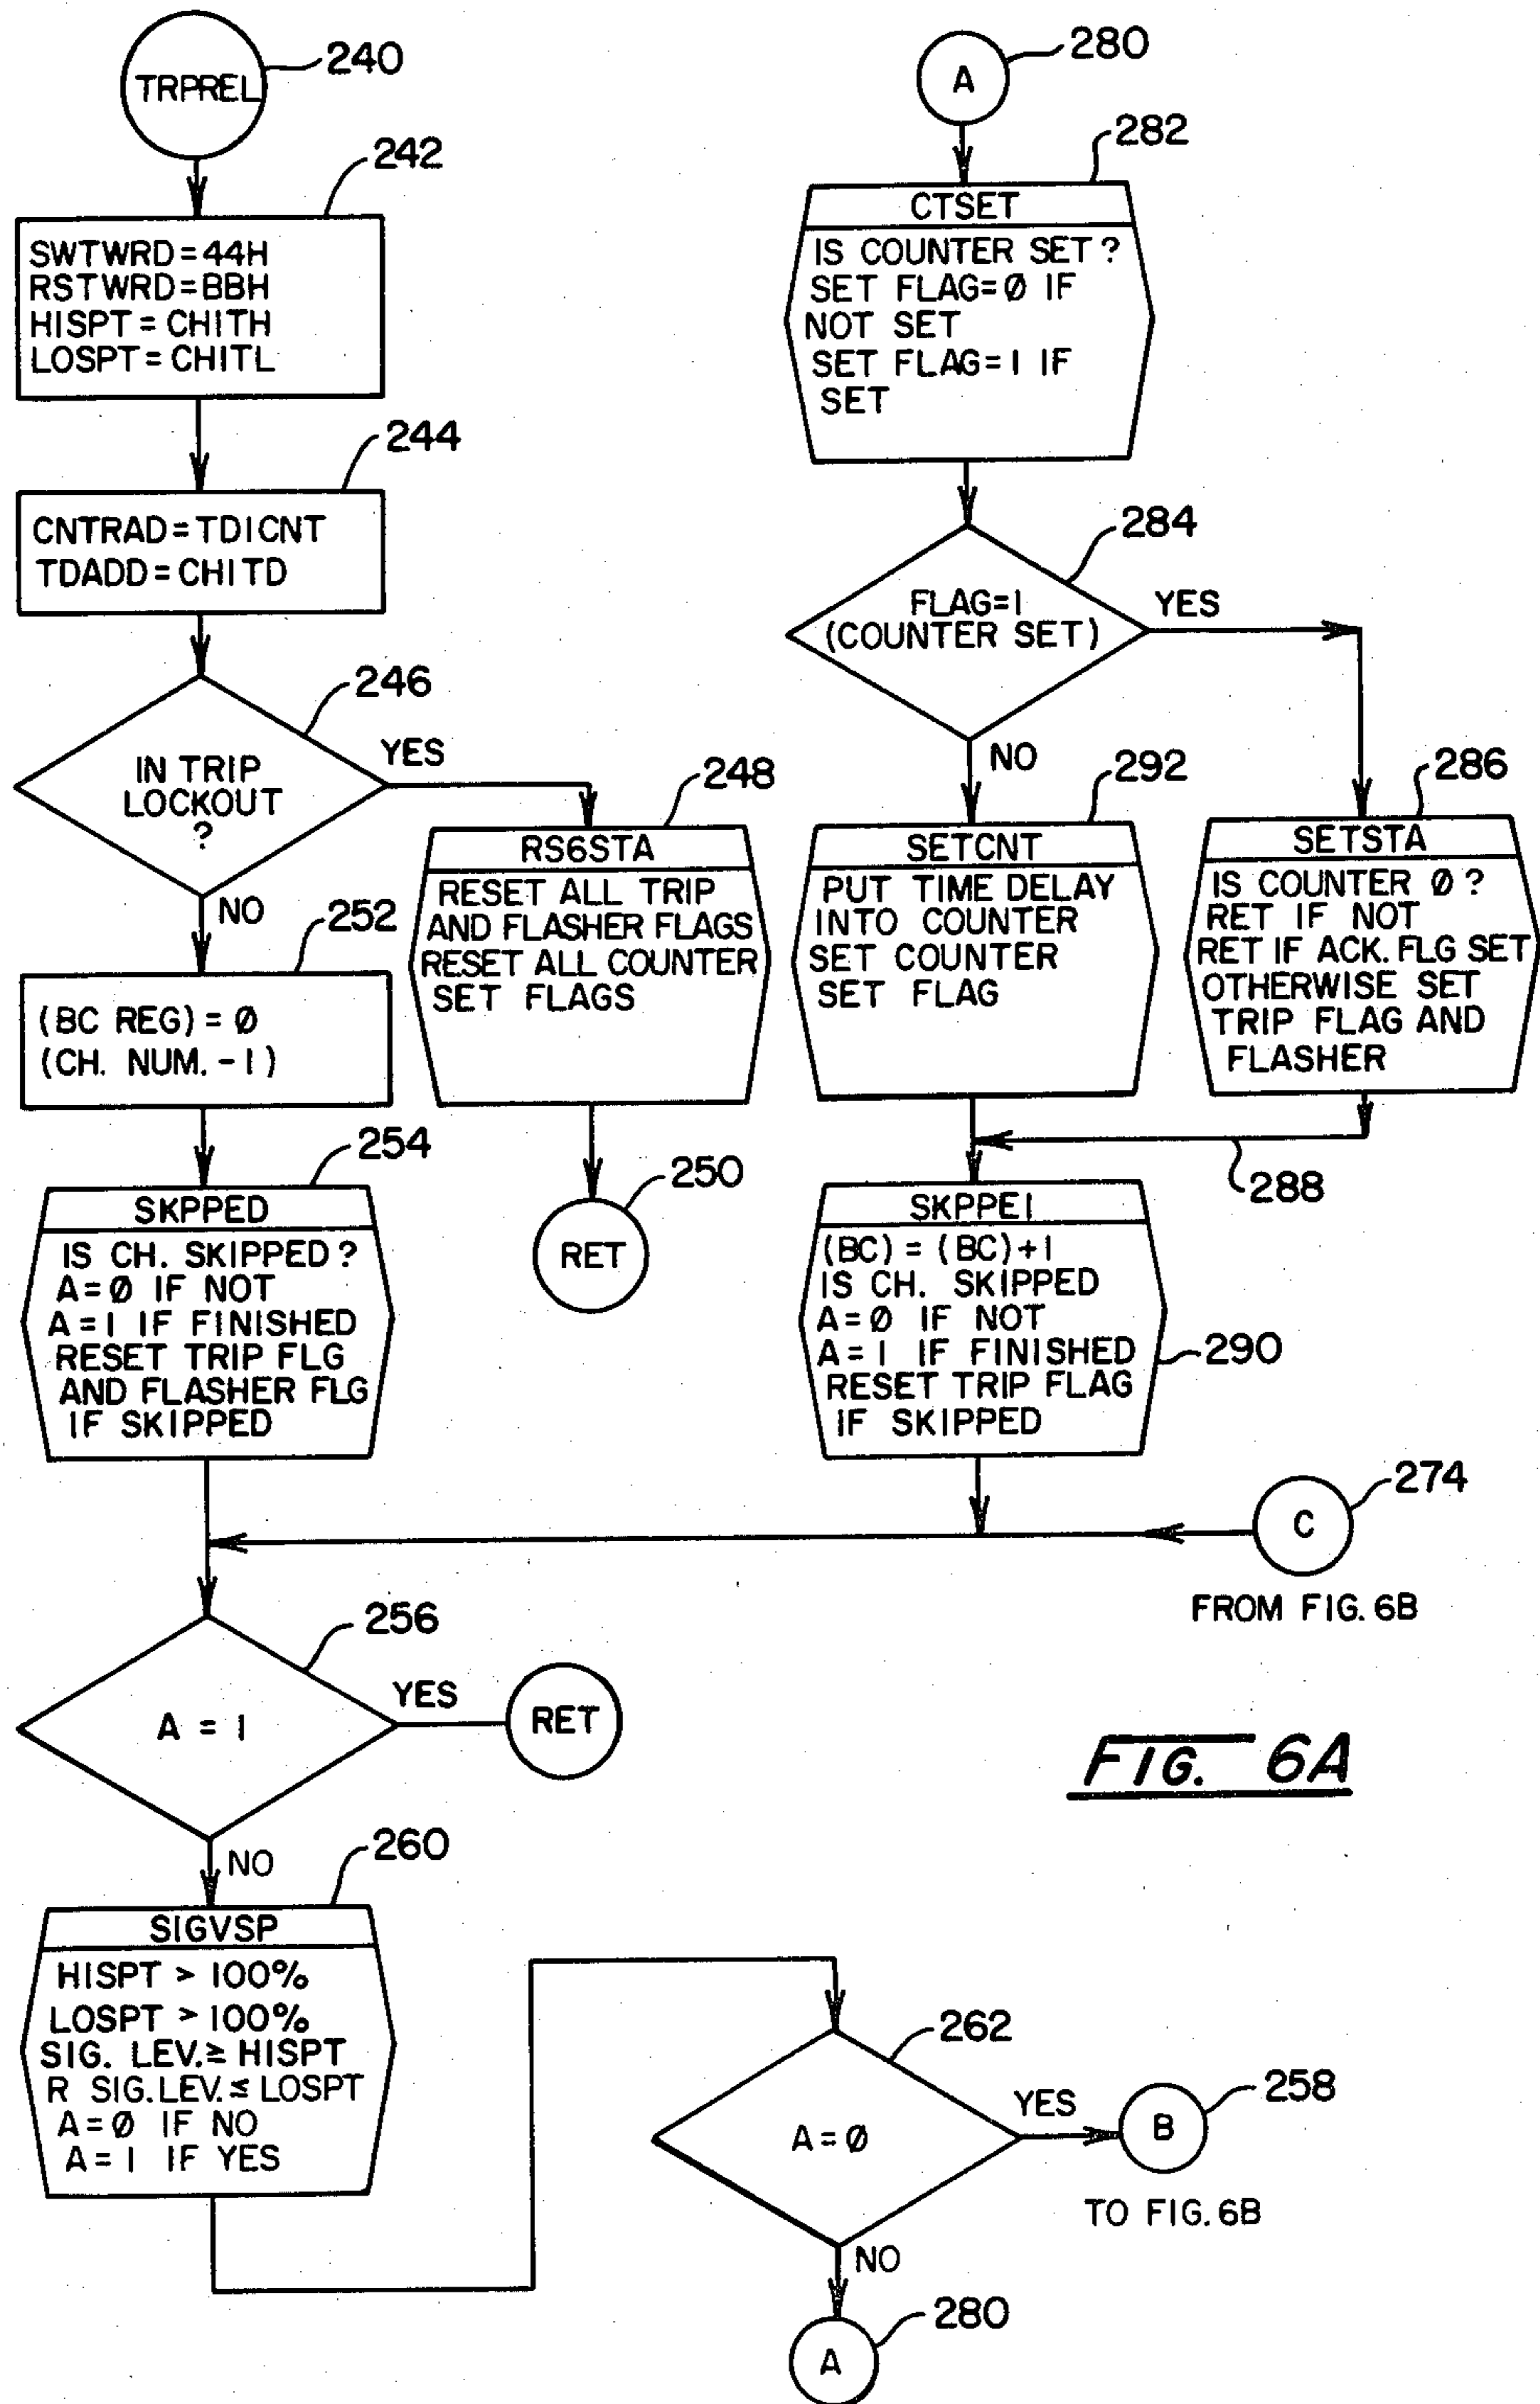 TRPREL
240
242
SWTWRD=44H
RSTWRD=BBH
HISPT=CHITH
LOSPT=CHITL
244
CNTRAD=TDICNT
TDADD=CHITD
246
IN TRIP
LOCKOUT
?
YES
NO
248
RS6STA
RESET ALL TRIP
AND FLASHER FLAGS
RESET ALL COUNTER
SET FLAGS
250
RET
252
(BC REG)=Ø
(CH. NUM.-1)
254
SKPPED
IS CH. SKIPPED?
A=Ø IF NOT
A=1 IF FINISHED
RESET TRIP FLG
AND FLASHER FLG
IF SKIPPED
256
A = 1
YES
RET
NO
260
SIGVSP
HISPT > 100%
LOSPT > 100%
SIG. LEV.≥ HISPT
R SIG.LEV.≤ LOSPT
A=Ø IF NO
A=1 IF YES
262
A=Ø
YES
B
258
TO FIG.6B
NO
A
280
A
280
282
CTSET
IS COUNTER SET?
SET FLAG=Ø IF
NOT SET
SET FLAG=1 IF
SET
284
FLAG=1
(COUNTER SET)
YES
NO
286
SETSTA
IS COUNTER Ø?
RET IF NOT
RET IF ACK. FLG SET
OTHERWISE SET
TRIP FLAG AND
FLASHER
292
SETCNT
PUT TIME DELAY
INTO COUNTER
SET COUNTER
SET FLAG
288
SKPPEI
(BC)=(BC)+1
IS CH. SKIPPED
A=Ø IF NOT
A=1 IF FINISHED
RESET TRIP FLAG
IF SKIPPED
290
C
274
FROM FIG.6B
FIG. 6A